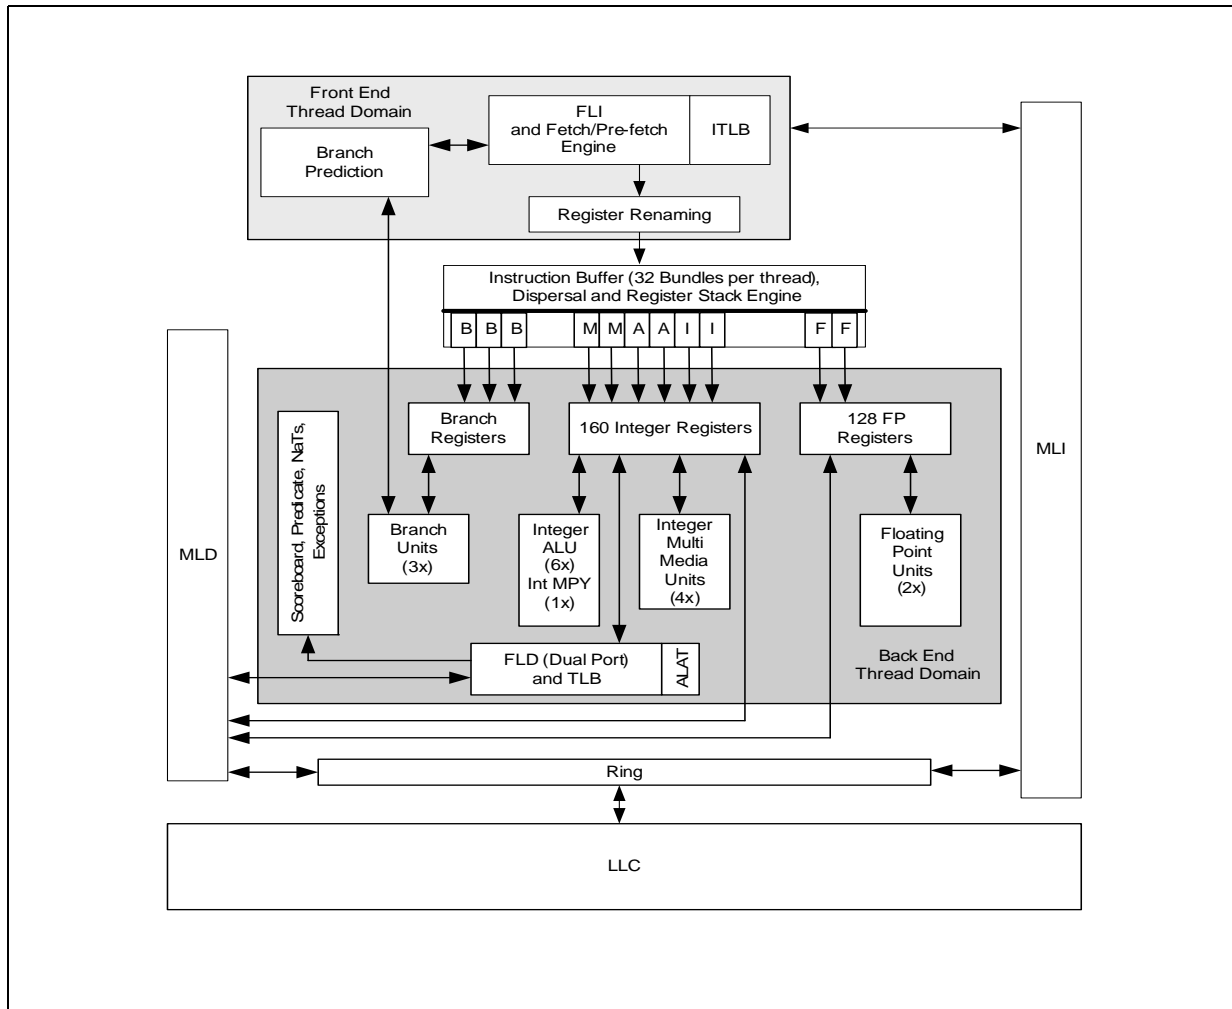 Front End
Thread Domain
FLI
and Fetch/Pre-fetch
Engine
ITLB
Branch
Prediction
Register Renaming
Instruction Buffer (32 Bundles per thread),
Dispersal and Register Stack Engine
B B B M M A A I I F F
MLD
MLI
Scoreboard, Predicate, NaTs,
Exceptions
Branch
Registers
160 Integer Registers
128 FP
Registers
Branch
Units
(3x)
Integer
ALU
(6x)
Int MPY
(1x)
Integer
Multi
Media
Units
(4x)
Floating
Point
Units
(2x)
FLD (Dual Port)
and TLB
ALAT
Back End
Thread Domain
Ring
LLC